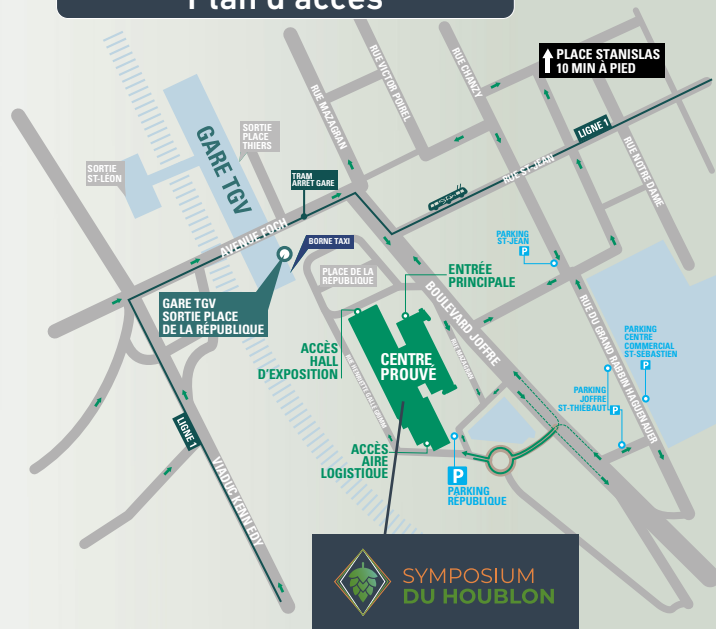 Plan d'accès
PLACE STANISLAS
10 MIN À PIED
RUE MAZAGRAN
RUE VICTOR POIREL
RUE CHANZY
LIGNE 1
RUE ST-JEAN
RUE NOTRE DAME
SORTIE
PLACE
THIERS
GARE TGV
SORTIE
ST-LÉON
TRAM
ARRÊT GARE
AVENUE FOCH
BORNE TAXI
PARKING
ST-JEAN
P
PLACE DE LA
RÉPUBLIQUE
ENTRÉE
PRINCIPALE
GARE TGV
SORTIE PLACE
DE LA RÉPUBLIQUE
BOULEVARD JOFFRE
RUE DU GRAND RABBIN HAGUENAUER
PARKING
CENTRE
COMMERCIAL
ST-SÉBASTIEN
P
ACCÈS
HALL
D'EXPOSITION
CENTRE
PROUVÉ
RUE MAZAGRAN
PARKING
JOFFRE
ST-THIÉBAUT
P
LIGNE 1
VIADUC KENNEDY
ACCÈS
AIRE
LOGISTIQUE
P
PARKING
RÉPUBLIQUE
SYMPOSIUM
DU HOUBLON